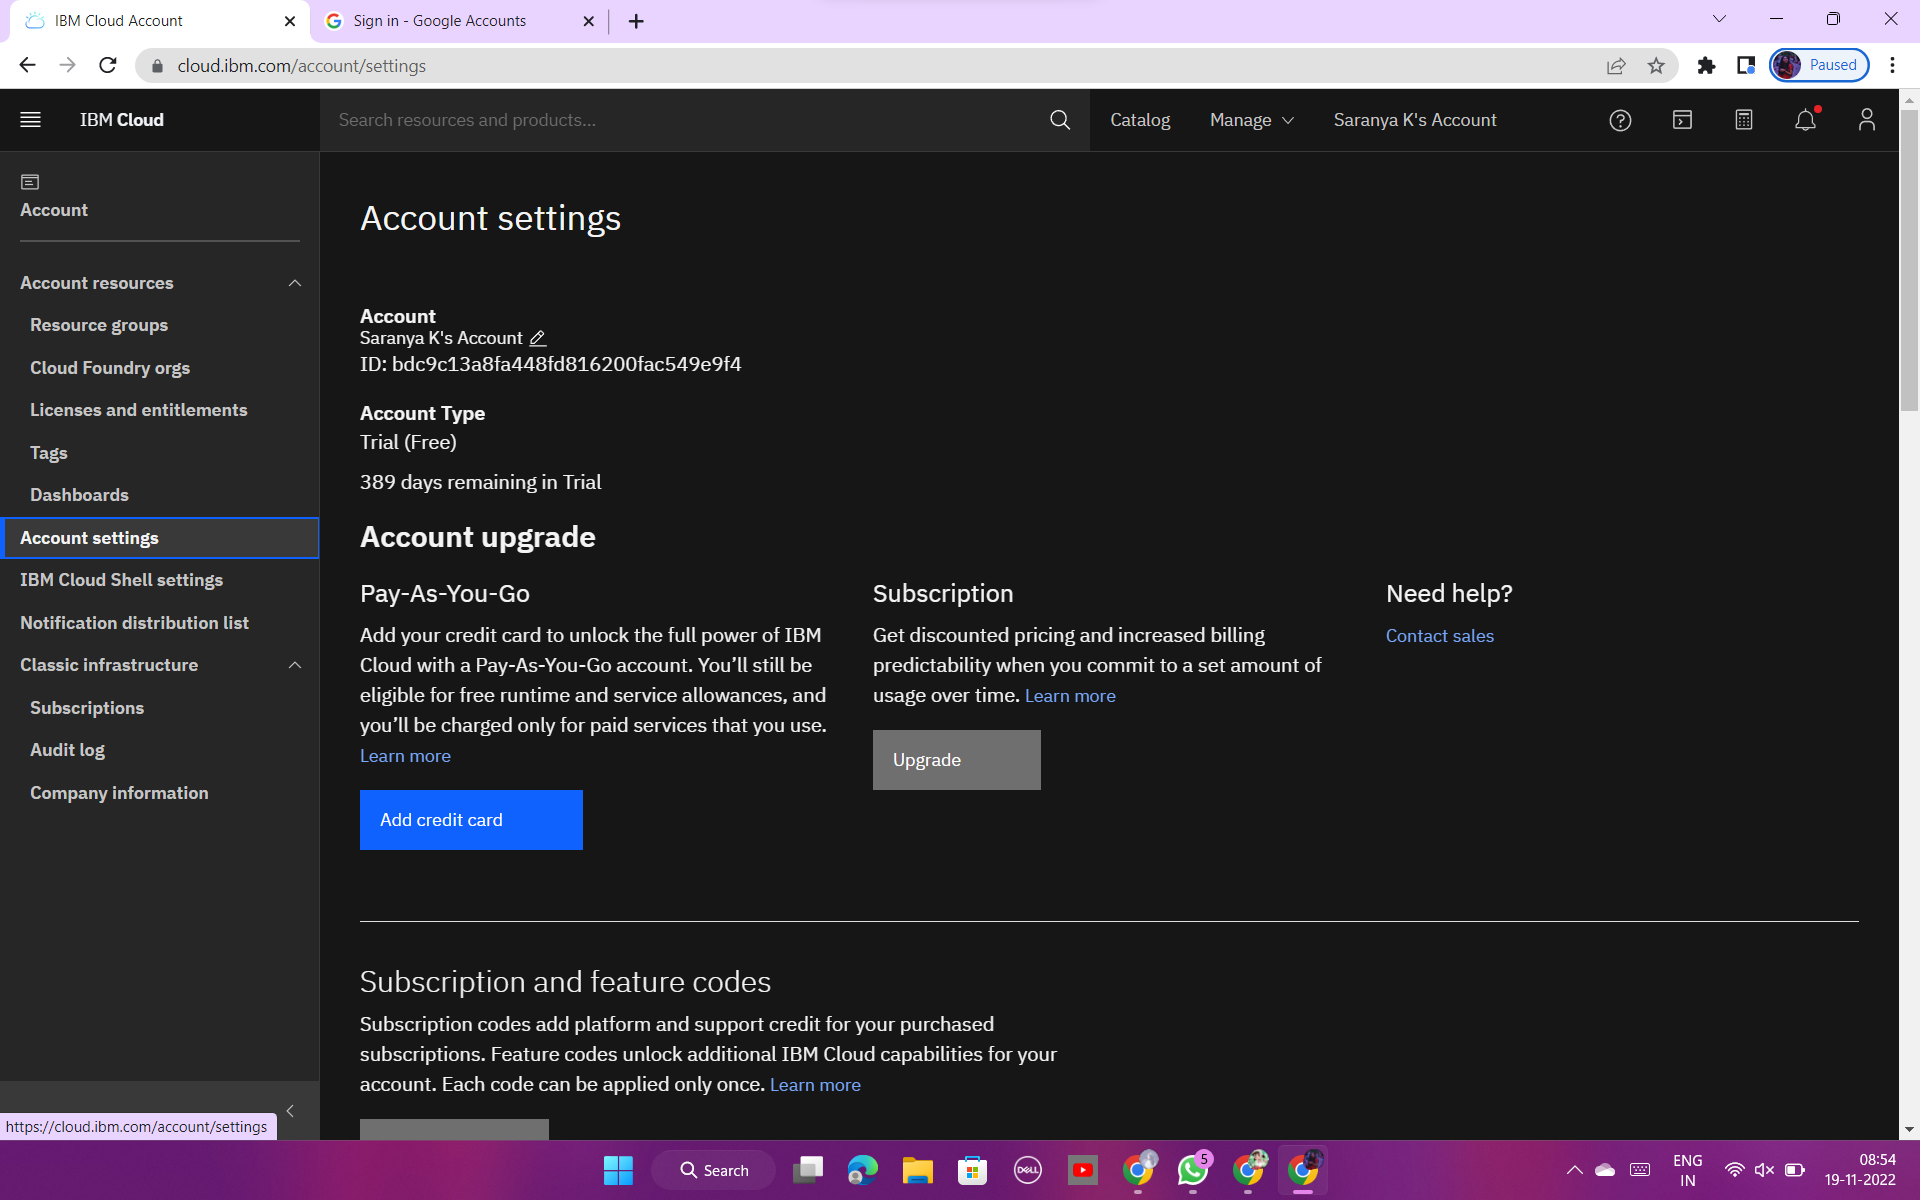 IBM Cloud Account
Sign in - Google Accounts
cloud.ibm.com/account/settings
Paused
IBM Cloud
Search resources and products...
Catalog
Manage
Saranya K's Account
Account
Account resources
Resource groups
Cloud Foundry orgs
Licenses and entitlements
Tags
Dashboards
Account settings
IBM Cloud Shell settings
Notification distribution list
Classic infrastructure
Subscriptions
Audit log
Company information
https://cloud.ibm.com/account/settings
Account settings
Account
Saranya K's Account
ID: bdc9c13a8fa448fd816200fac549e9f4
Account Type
Trial (Free)
389 days remaining in Trial
Account upgrade
Pay-As-You-Go
Add your credit card to unlock the full power of IBM
Cloud with a Pay-As-You-Go account. You’ll still be
eligible for free runtime and service allowances, and
you’ll be charged only for paid services that you use.
Learn more
Add credit card
Subscription
Get discounted pricing and increased billing
predictability when you commit to a set amount of
usage over time. Learn more
Upgrade
Need help?
Contact sales
Subscription and feature codes
Subscription codes add platform and support credit for your purchased
subscriptions. Feature codes unlock additional IBM Cloud capabilities for your
account. Each code can be applied only once. Learn more
Search
DELL
5
ENG
IN
08:54
19-11-2022